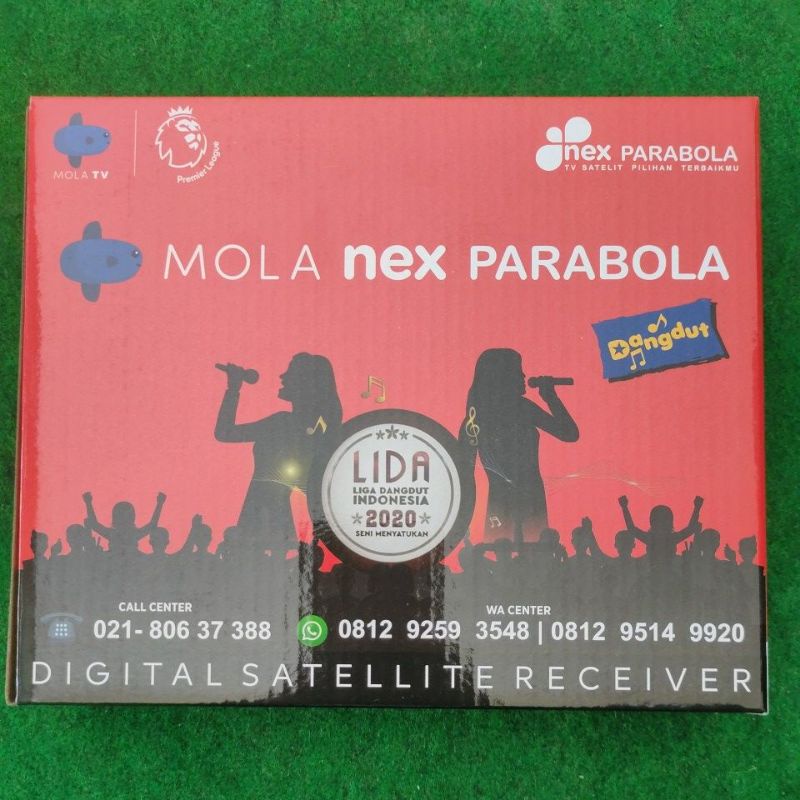 MOLA TV
Premier League
nex PARABOLA
TV SATELIT PILIHAN TERBAIKMU
MOLA nex PARABOLA
Dangdut
LIDA
LIGA DANGDUT
INDONESIA
2020
SENI MENYATUKAN
CALL CENTER
021- 806 37 388
WA CENTER
0812 9259 3548 | 0812 9514 9920
DIGITAL SATELLITE RECEIVER